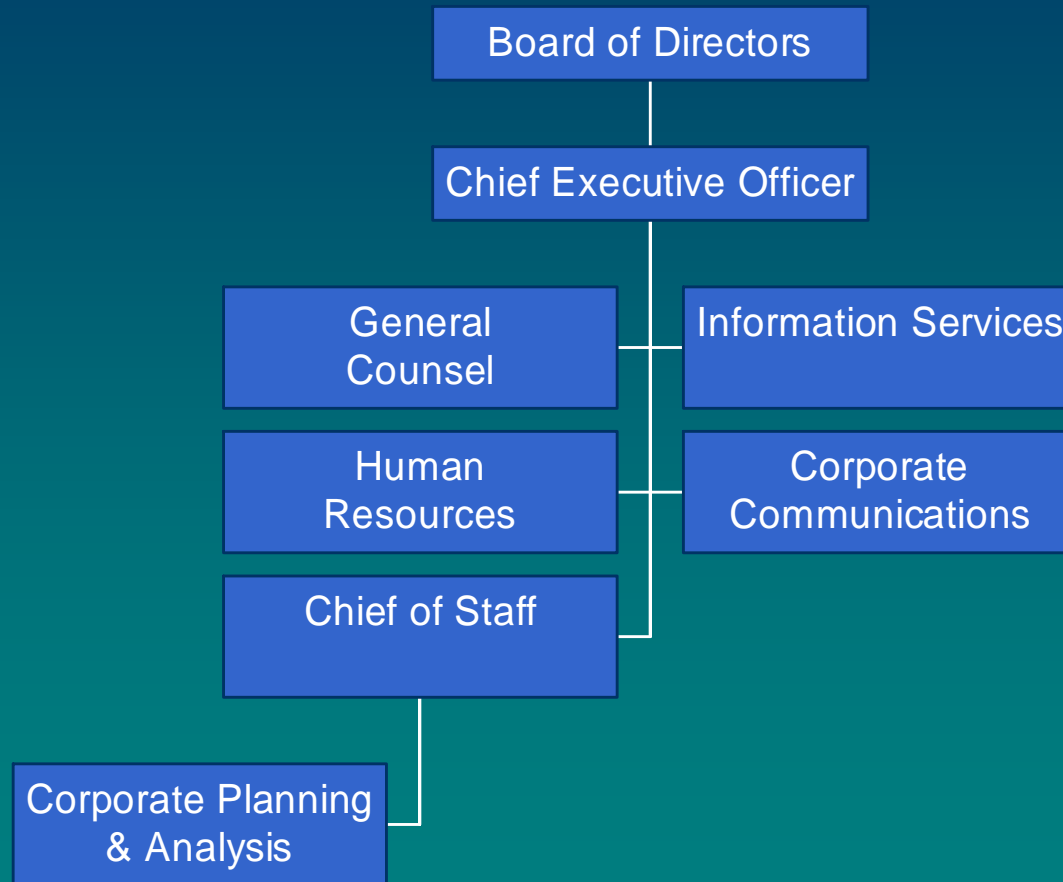 Board of Directors
Chief Executive Officer
General
Counsel
Information Services
Human
Resources
Corporate
Communications
Chief of Staff
Corporate Planning
& Analysis